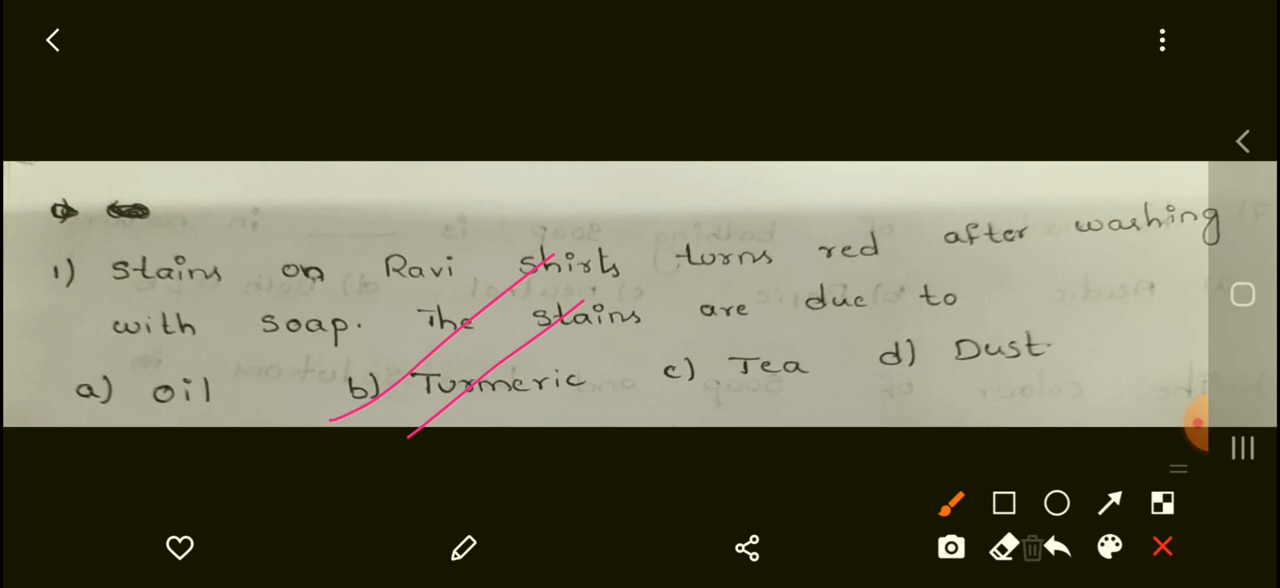 1) Stains on Ravi shirts turns red after washing
with soap. The stains are due to
a) oil b) Turmeric c) Tea d) Dust.